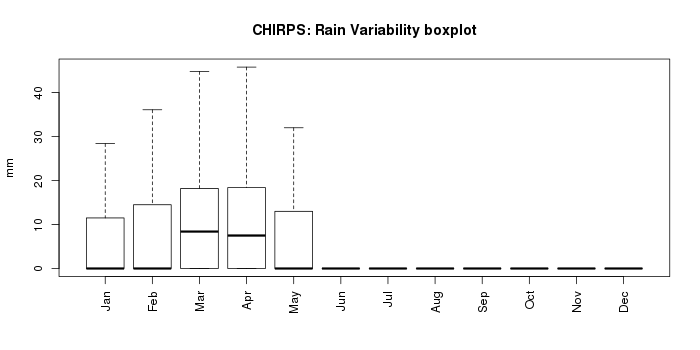 CHIRPS: Rain Variability boxplot
mm
40
30
20
10
0
Jan Feb Mar Apr May Jun Jul Aug Sep Oct Nov Dec